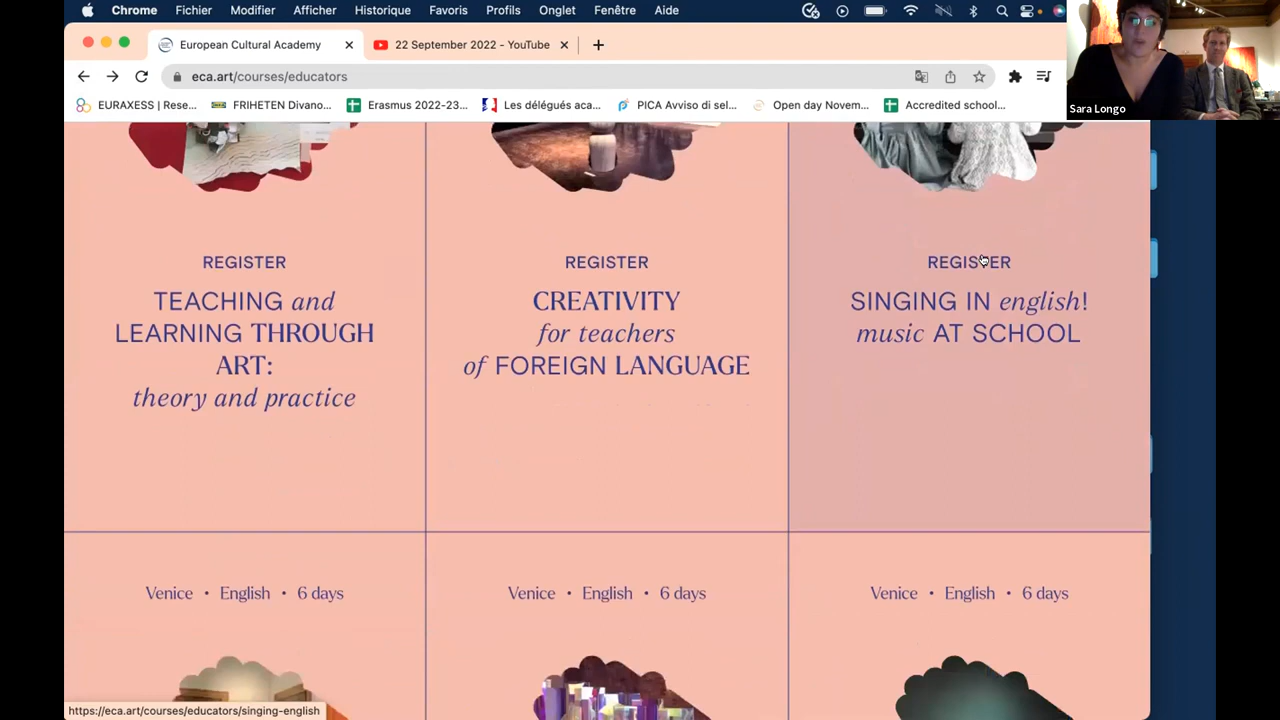 Chrome Fichier Modifier Afficher Historique Favoris Profils Onglet Fenêtre Aide
European Cultural Academy 22 September 2022 - YouTube
eca.art/courses/educators
EURAXESS | Rese... FRIHETEN Divano... Erasmus 2022-23... Les délégués aca... PICA Avviso di sel... Open day Novem... Accredited school...
Sara Longo
REGISTER
TEACHING and
LEARNING THROUGH
ART:
theory and practice
REGISTER
CREATIVITY
for teachers
of FOREIGN LANGUAGE
REGISTER
SINGING IN english!
music AT SCHOOL
Venice • English • 6 days
Venice • English • 6 days
Venice • English • 6 days
https://eca.art/courses/educators/singing-english